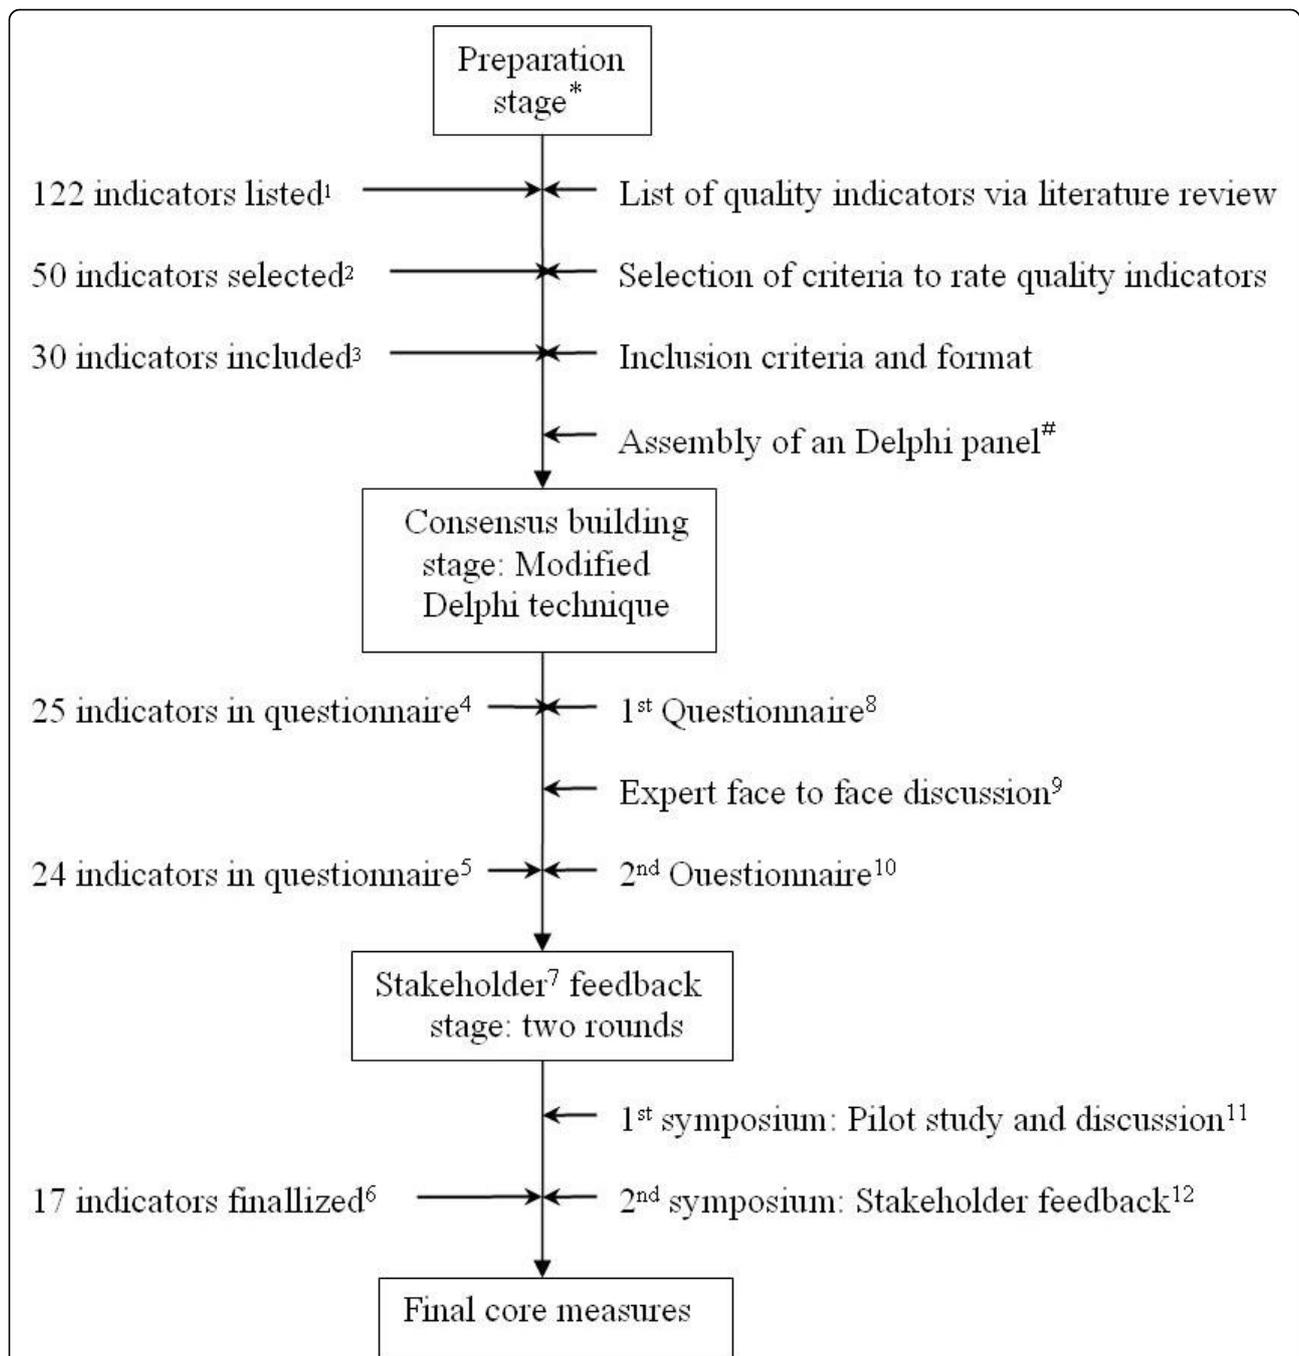 Preparation
stage*
122 indicators listed¹
List of quality indicators via literature review
50 indicators selected²
Selection of criteria to rate quality indicators
30 indicators included³
Inclusion criteria and format
Assembly of an Delphi panel#
Consensus building
stage: Modified
Delphi technique
25 indicators in questionnaire⁴
1st Questionnaire⁸
Expert face to face discussion⁹
24 indicators in questionnaire⁵
2nd Ouestionnaire¹⁰
Stakeholder⁷ feedback
stage: two rounds
1st symposium: Pilot study and discussion¹¹
17 indicators finallized⁶
2nd symposium: Stakeholder feedback¹²
Final core measures